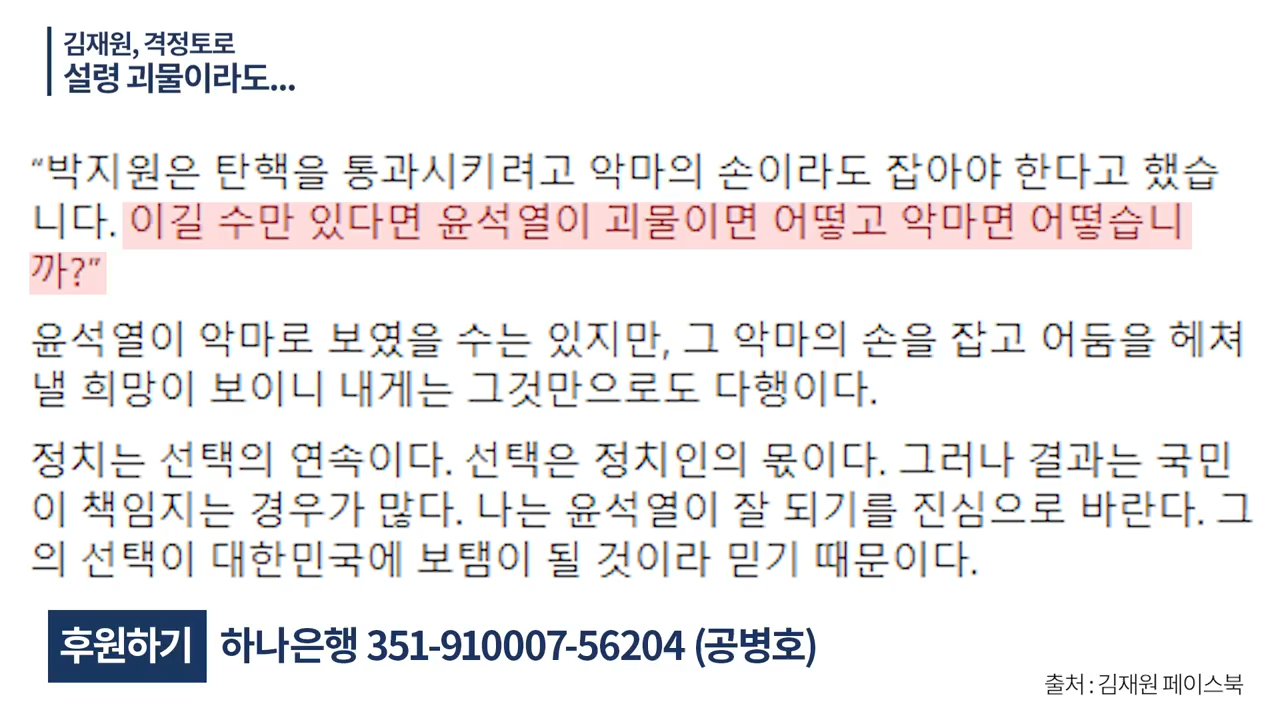 김재원, 격정토로
설령 괴물이라도...
“박지원은 탄핵을 통과시키려고 악마의 손이라도 잡아야 한다고 했습
니다. 이길 수만 있다면 윤석열이 괴물이면 어떻고 악마면 어떻습니
까?”
윤석열이 악마로 보였을 수는 있지만, 그 악마의 손을 잡고 어둠을 헤쳐
낼 희망이 보이니 내게는 그것만으로도 다행이다.
정치는 선택의 연속이다. 선택은 정치인의 몫이다. 그러나 결과는 국민
이 책임지는 경우가 많다. 나는 윤석열이 잘 되기를 진심으로 바란다. 그
의 선택이 대한민국에 보탬이 될 것이라 믿기 때문이다.
후원하기 하나은행 351-910007-56204 (공병호)
출처 : 김재원 페이스북